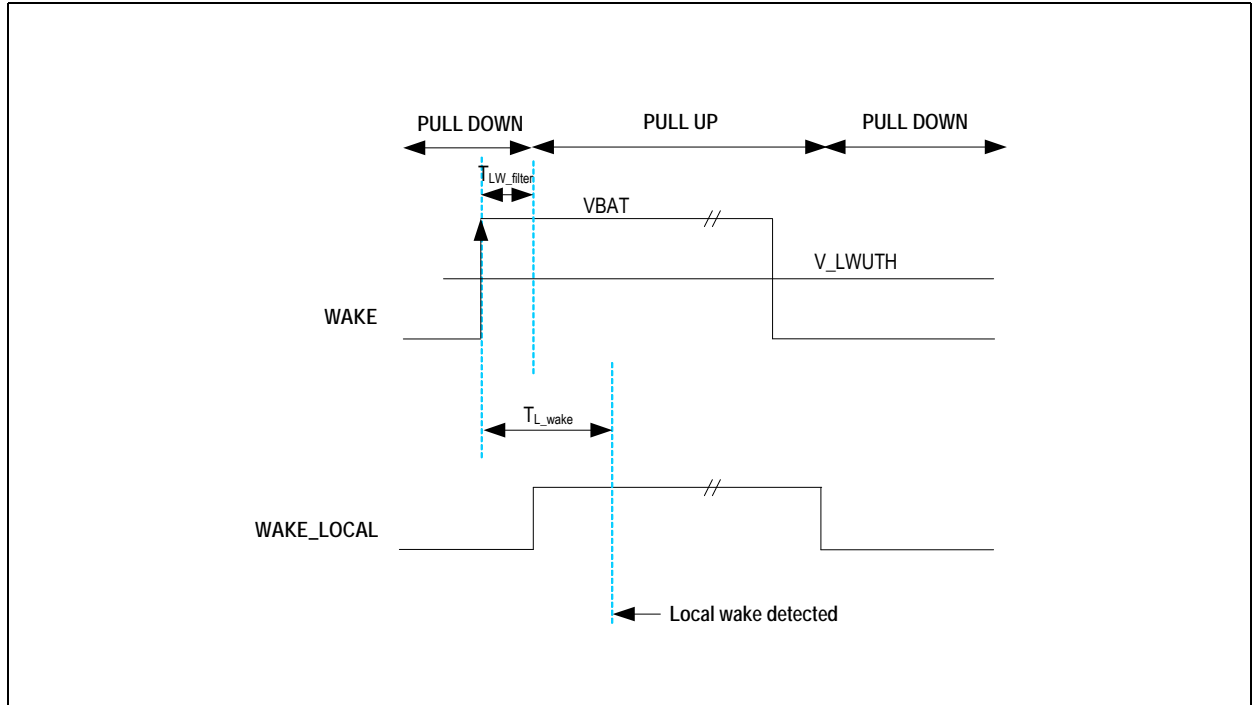 PULL DOWN
PULL UP
PULL DOWN
TLW_filter
VBAT
V_LWUTH
WAKE
TL_wake
WAKE_LOCAL
Local wake detected